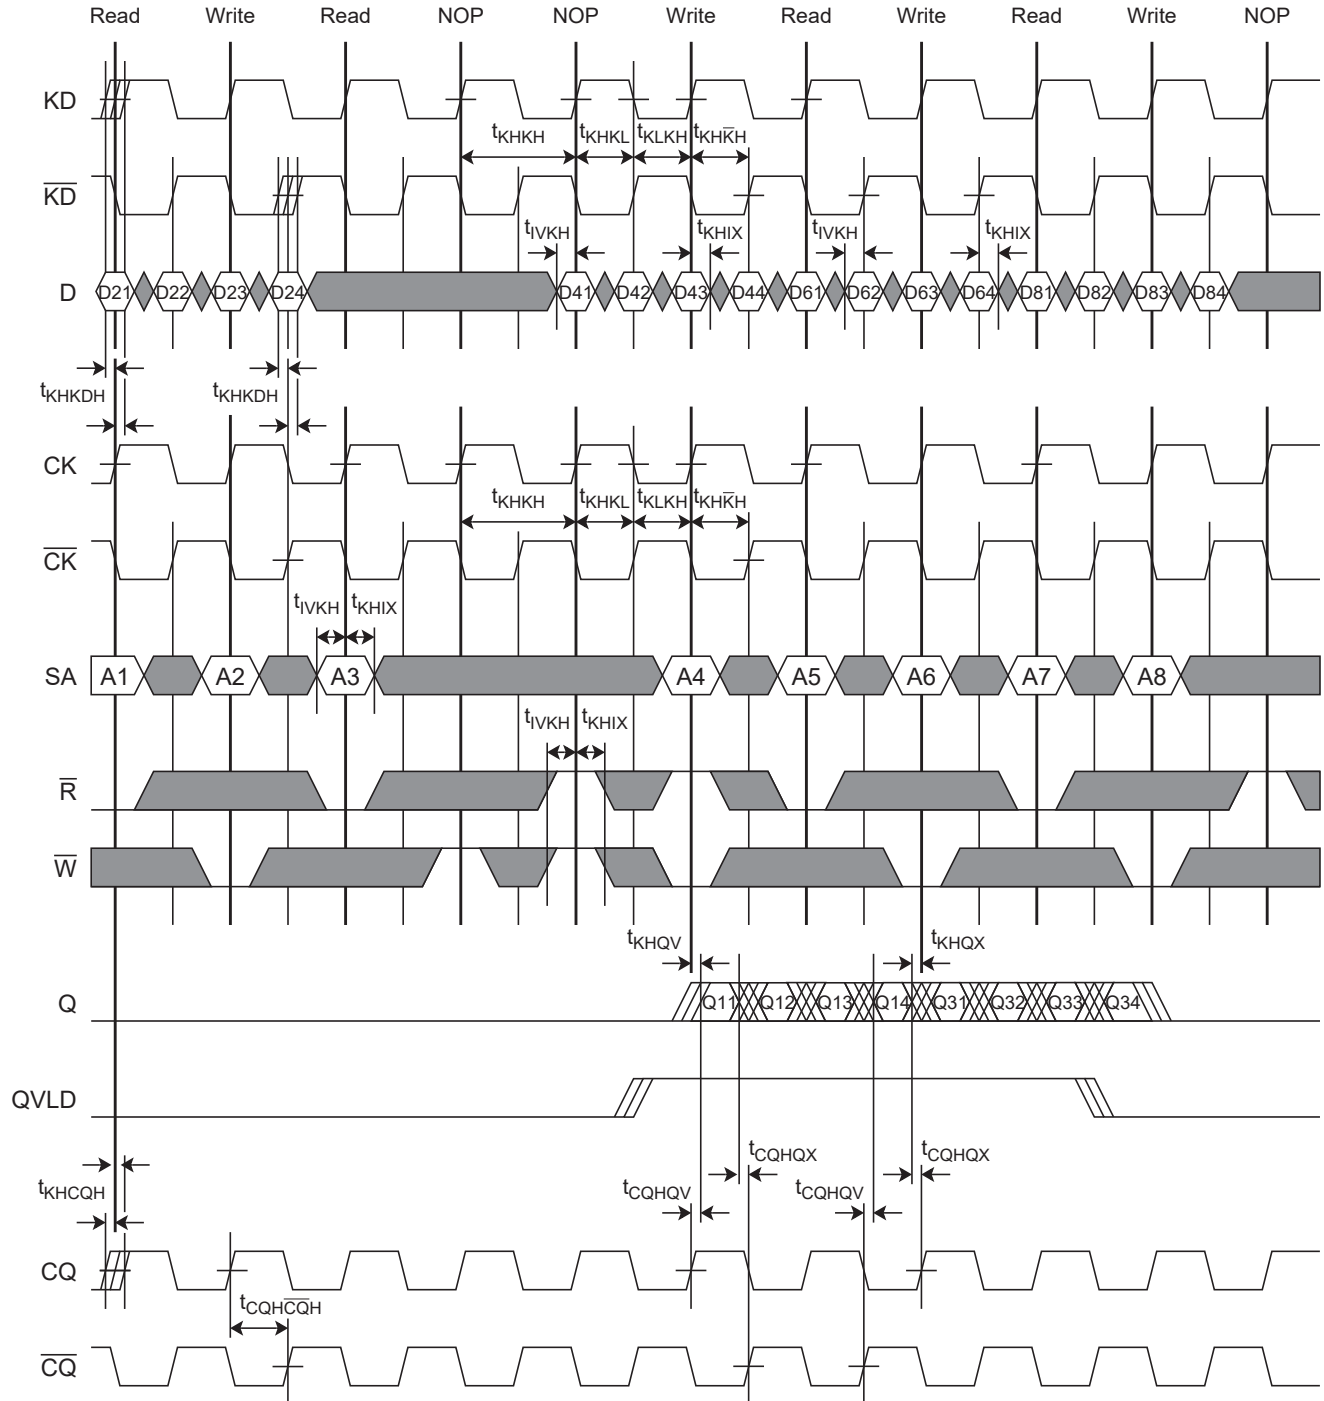 Read Write Read NOP NOP Write Read Write Read Write NOP
KD
tKHKH tKHKL tKLKH tKHK̅H
K̅D̅
tIVKH tKHIX tIVKH tKHIX
D D21 D22 D23 D24 D41 D42 D43 D44 D61 D62 D63 D64 D81 D82 D83 D84
tKHKDH tKHKDH
CK
tKHKH tKHKL tKLKH tKHK̅H
C̅K̅
tIVKH tKHIX
SA A1 A2 A3 A4 A5 A6 A7 A8
tIVKH tKHIX
R̅
W̅
tKHQV tKHQX
Q Q11 Q12 Q13 Q14 Q31 Q32 Q33 Q34
QVLD
tCQHQX tCQHQX
tKHCQH tCQHQV tCQHQV
CQ
tCQHC̅Q̅H
C̅Q̅